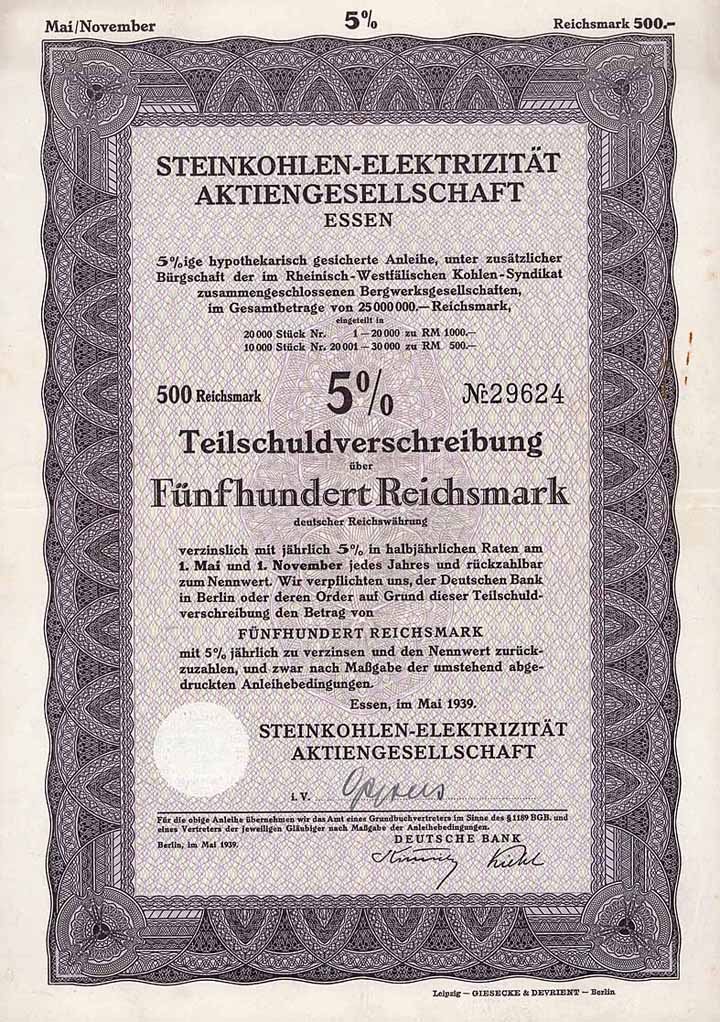 Mai/November 5% Reichsmark 500.–
STEINKOHLEN-ELEKTRIZITÄT
AKTIENGESELLSCHAFT
ESSEN
5%ige hypothekarisch gesicherte Anleihe, unter zusätzlicher
Bürgschaft der im Rheinisch-Westfälischen Kohlen-Syndikat
zusammengeschlossenen Bergwerksgesellschaften,
im Gesamtbetrage von 25 000 000.— Reichsmark,
eingeteilt in
20 000 Stück Nr. 1 – 20 000 zu RM 1000.—
10 000 Stück Nr. 20 001 – 30 000 zu RM 500.—
500 Reichsmark 5% Nr. 29624
Teilschuldverschreibung
über
Fünfhundert Reichsmark
deutscher Reichswährung
verzinslich mit jährlich 5% in halbjährlichen Raten am
1. Mai und 1. November jedes Jahres und rückzahlbar
zum Nennwert. Wir verpflichten uns, der Deutschen Bank
in Berlin oder deren Order auf Grund dieser Teilschuld-
verschreibung den Betrag von
FÜNFHUNDERT REICHSMARK
mit 5% jährlich zu verzinsen und den Nennwert zurück-
zuzahlen, und zwar nach Maßgabe der umstehend abge-
druckten Anleihebedingungen.
Essen, im Mai 1939.
STEINKOHLEN-ELEKTRIZITÄT
AKTIENGESELLSCHAFT
i. V.
Für die obige Anleihe übernehmen wir das Amt eines Grundbuchvertreters im Sinne des § 1189 BGB. und
eines Vertreters der jeweiligen Gläubiger nach Maßgabe der Anleihebedingungen.
DEUTSCHE BANK
Berlin, im Mai 1939.
Leipzig — GIESECKE & DEVRIENT — Berlin